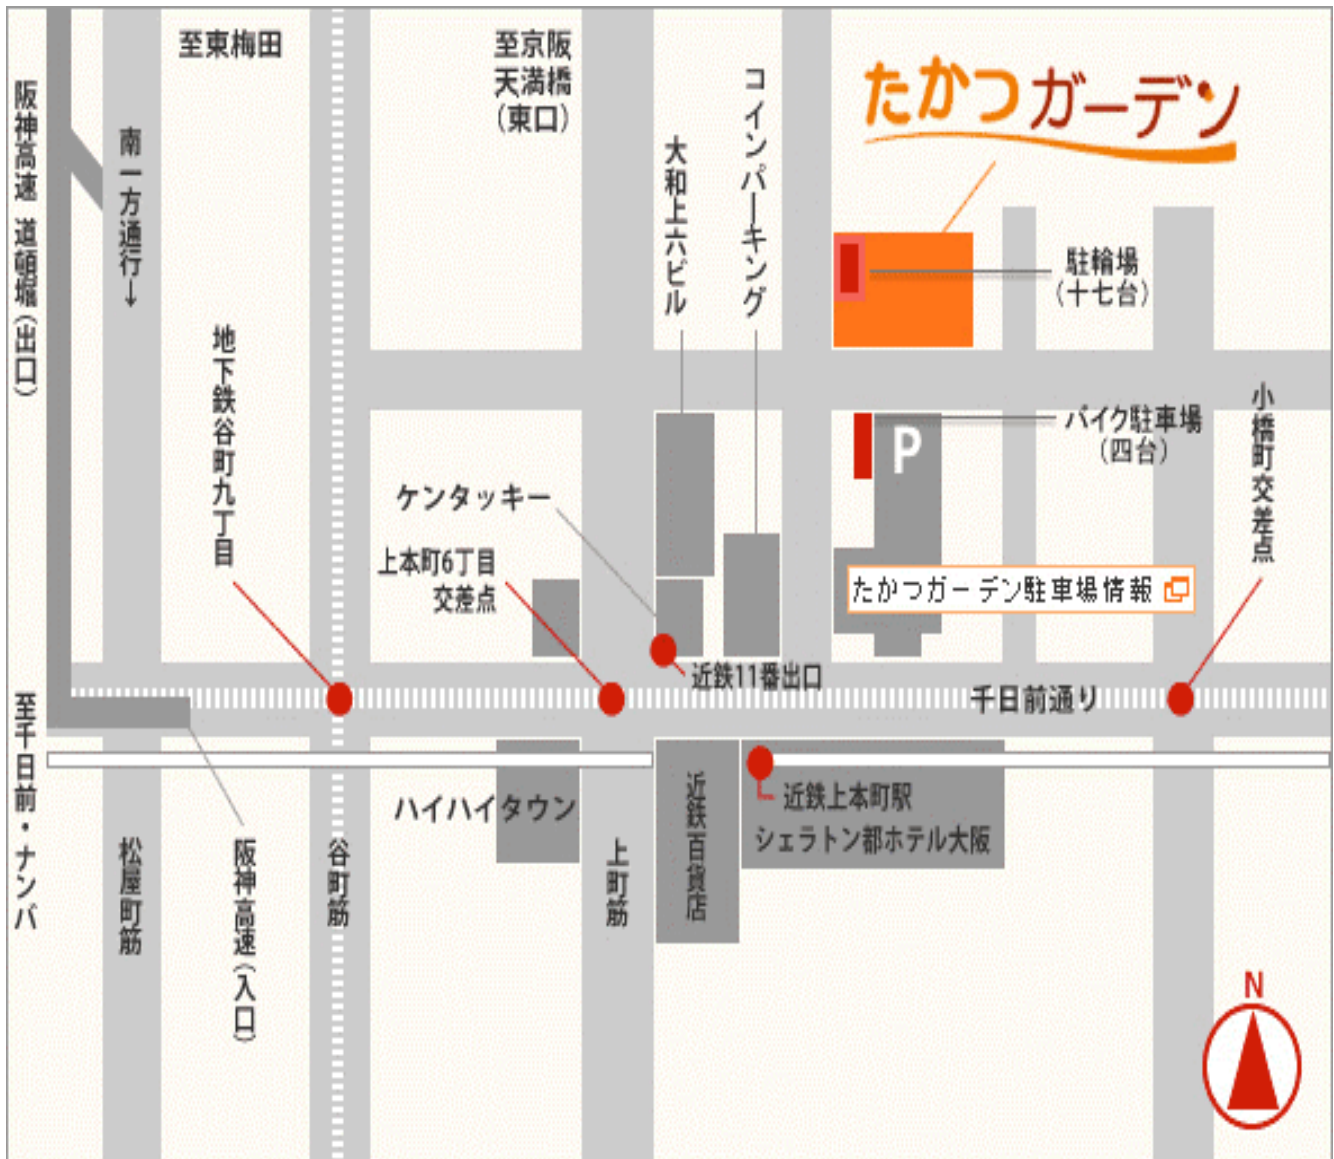 至東梅田
至京阪
天満橋
（東口）
コインパーキング
たかつガーデン
阪神高速 道頓堀（出口）
南一方通行↓
大和上六ビル
駐輪場
（十七台）
地下鉄谷町九丁目
小橋町交差点
バイク駐車場
（四台）
P
ケンタッキー
上本町6丁目
交差点
たかつガーデン駐車場情報
近鉄11番出口
千日前通り
至千日前・ナンバ
近鉄百貨店
近鉄上本町駅
シェラトン都ホテル大阪
ハイハイタウン
松屋町筋
阪神高速（入口）
谷町筋
上町筋
N